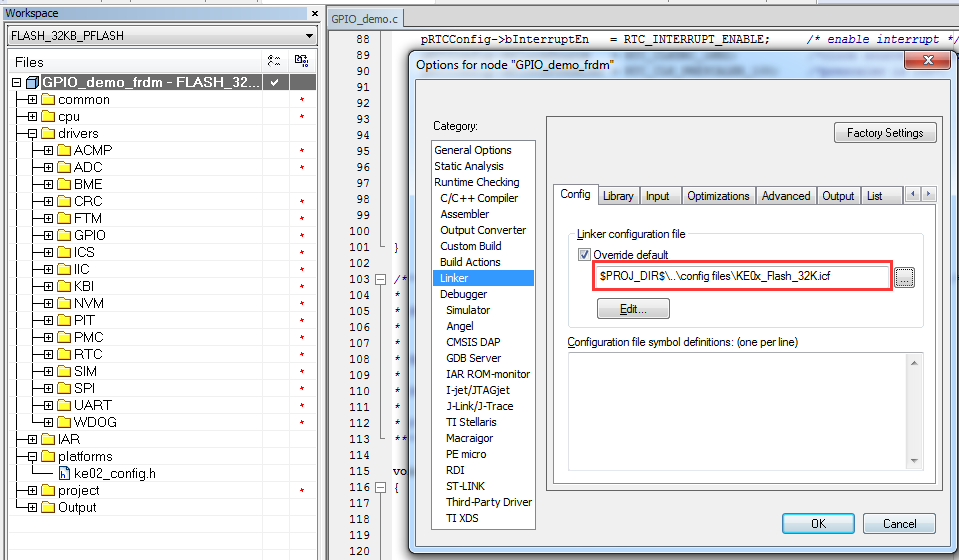 Workspace
FLASH_32KB_PFLASH
Files
GPIO_demo_frdm - FLASH_32...
common
cpu
drivers
ACMP
ADC
BME
CRC
FTM
GPIO
ICS
IIC
KBI
NVM
PIT
PMC
RTC
SIM
SPI
UART
WDOG
IAR
platforms
ke02_config.h
project
Output
GPIO_demo.c
88 pRTCConfig->bInterruptEn = RTC_INTERRUPT_ENABLE; /* enable interrupt */
89
90
91
92
93
94
95
96
97
98
99
100
101 }
102
103 /*
104 *
105 *
106 *
107 *
108 *
109 *
110 *
111 *
112 *
113 **
114
115 vo
116 {
117
118
119
120
Options for node "GPIO_demo_frdm"
Category:
General Options
Static Analysis
Runtime Checking
C/C++ Compiler
Assembler
Output Converter
Custom Build
Build Actions
Linker
Debugger
Simulator
Angel
CMSIS DAP
GDB Server
IAR ROM-monitor
I-jet/JTAGjet
J-Link/J-Trace
TI Stellaris
Macraigor
PE micro
RDI
ST-LINK
Third-Party Driver
TI XDS
Factory Settings
Config Library Input Optimizations Advanced Output List
Linker configuration file
Override default
$PROJ_DIR$\..\config files\KE0x_Flash_32K.icf
...
Edit...
Configuration file symbol definitions: (one per line)
OK Cancel